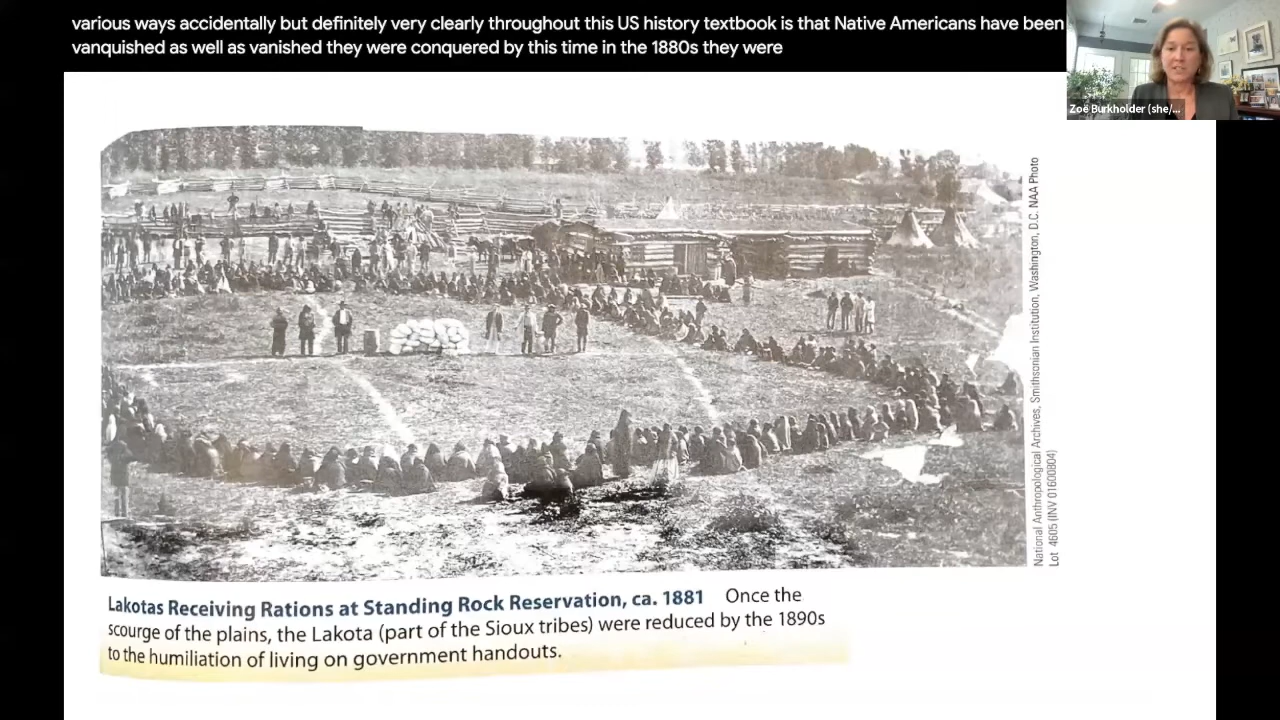 various ways accidentally but definitely very clearly throughout this US history textbook is that Native Americans have been
vanquished as well as vanished they were conquered by this time in the 1880s they were
Zoë Burkholder (she/...
National Anthropological Archives, Smithsonian Institution, Washington, D.C. NAA Photo
Lot 4605 (INV 01600804)
Lakotas Receiving Rations at Standing Rock Reservation, ca. 1881 Once the
scourge of the plains, the Lakota (part of the Sioux tribes) were reduced by the 1890s
to the humiliation of living on government handouts.